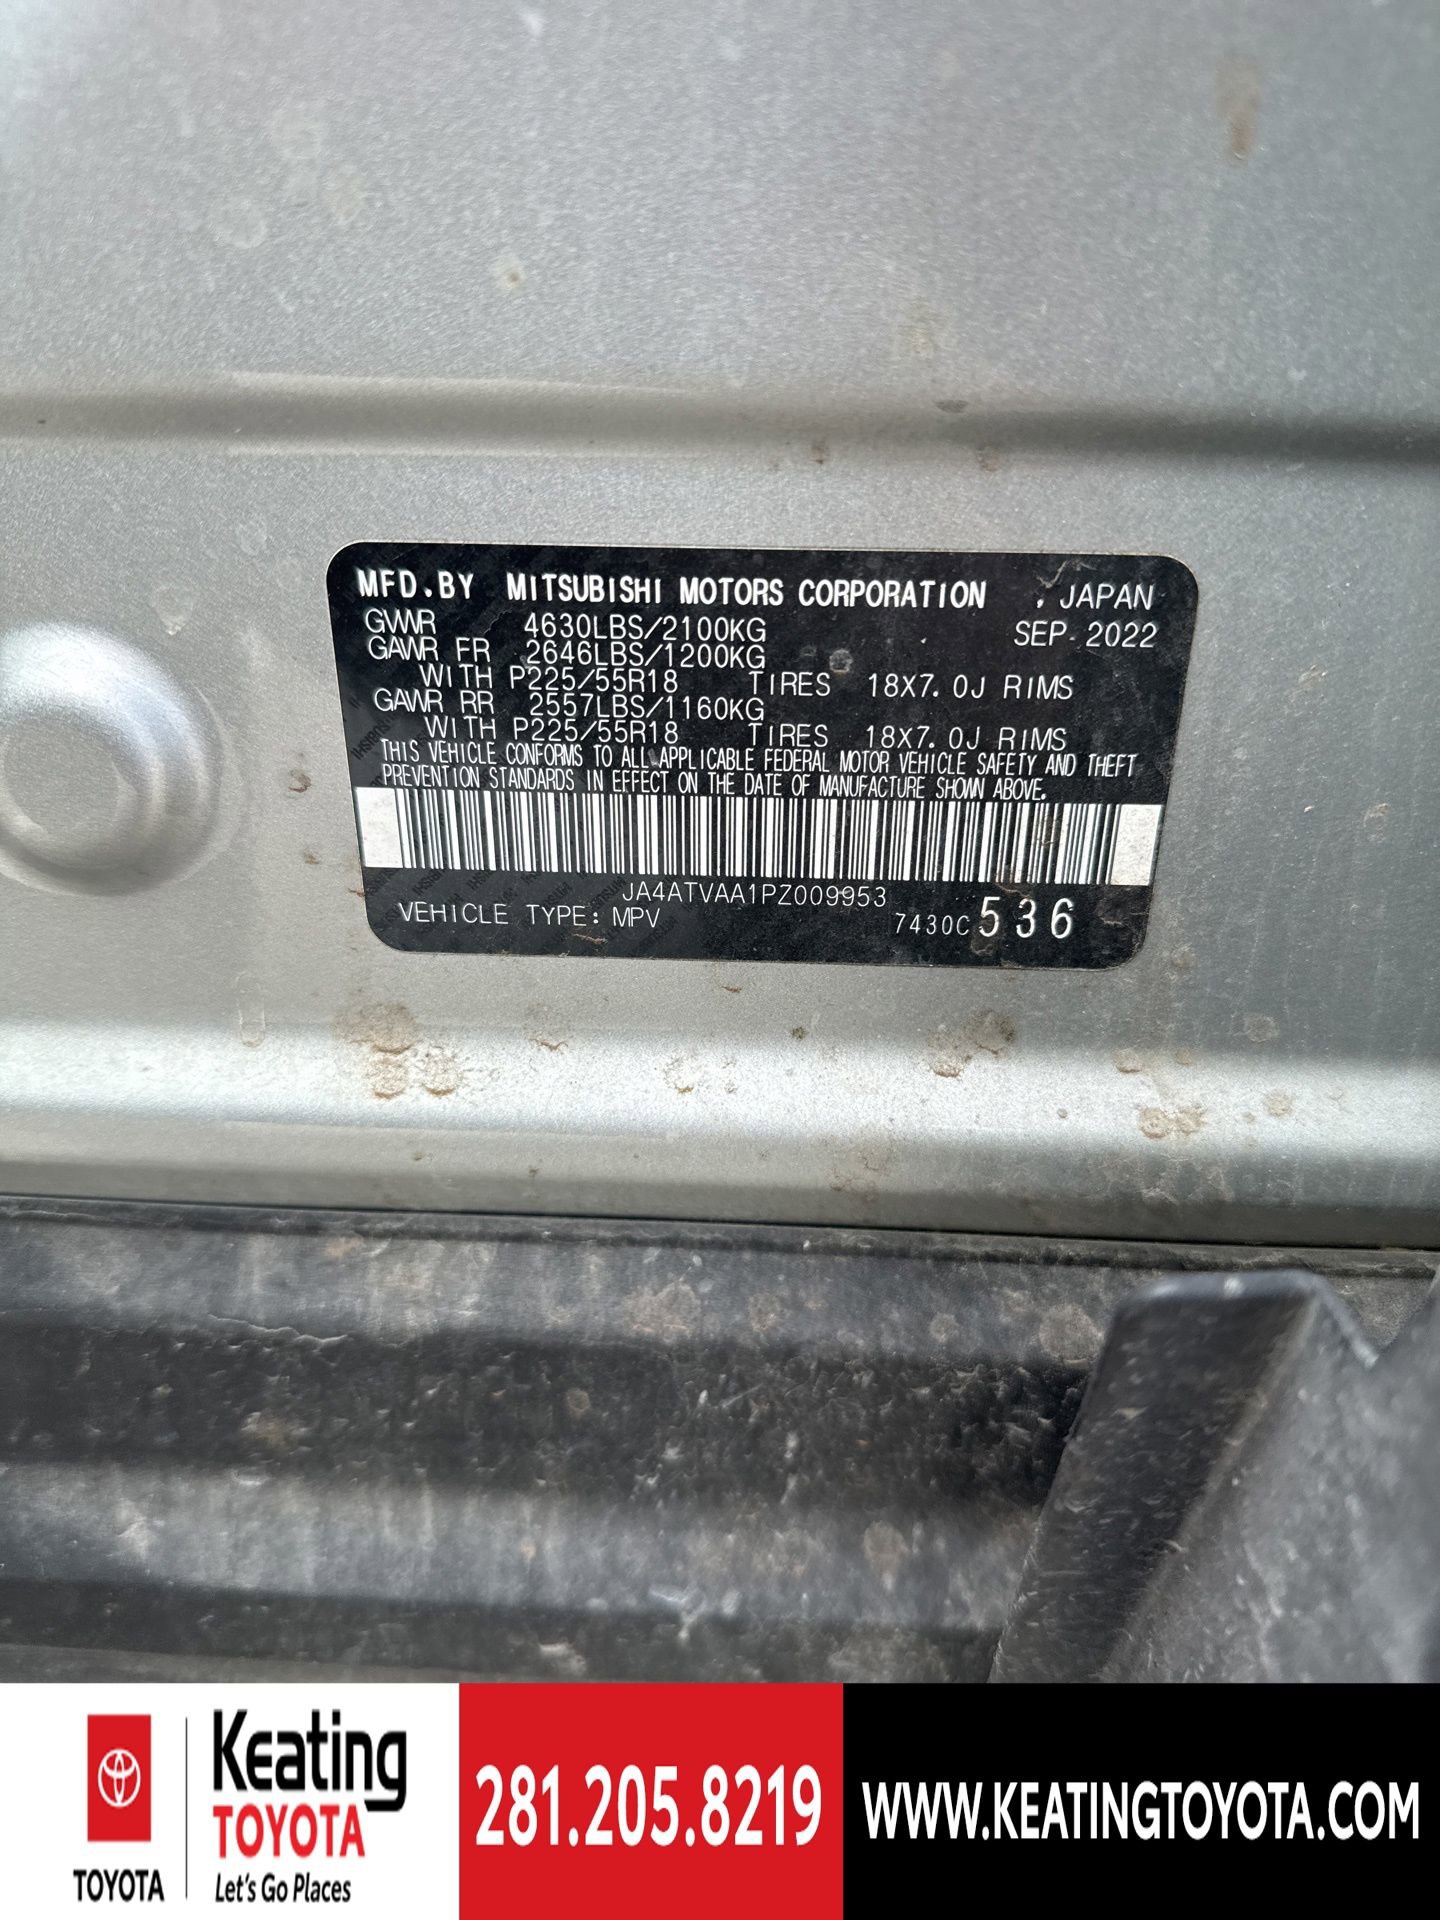 MFD.BY MITSUBISHI MOTORS CORPORATION , JAPAN
GVWR 4630LBS/2100KG SEP 2022
GAWR FR 2646LBS/1200KG
WITH P225/55R18 TIRES 18X7.0J RIMS
GAWR RR 2557LBS/1160KG
WITH P225/55R18 TIRES 18X7.0J RIMS
THIS VEHICLE CONFORMS TO ALL APPLICABLE FEDERAL MOTOR VEHICLE SAFETY AND THEFT
PREVENTION STANDARDS IN EFFECT ON THE DATE OF MANUFACTURE SHOWN ABOVE.
JA4ATVAA1PZ009953
VEHICLE TYPE: MPV 7430C 536
TOYOTA
Keating
TOYOTA
Let's Go Places
281.205.8219
WWW.KEATINGTOYOTA.COM